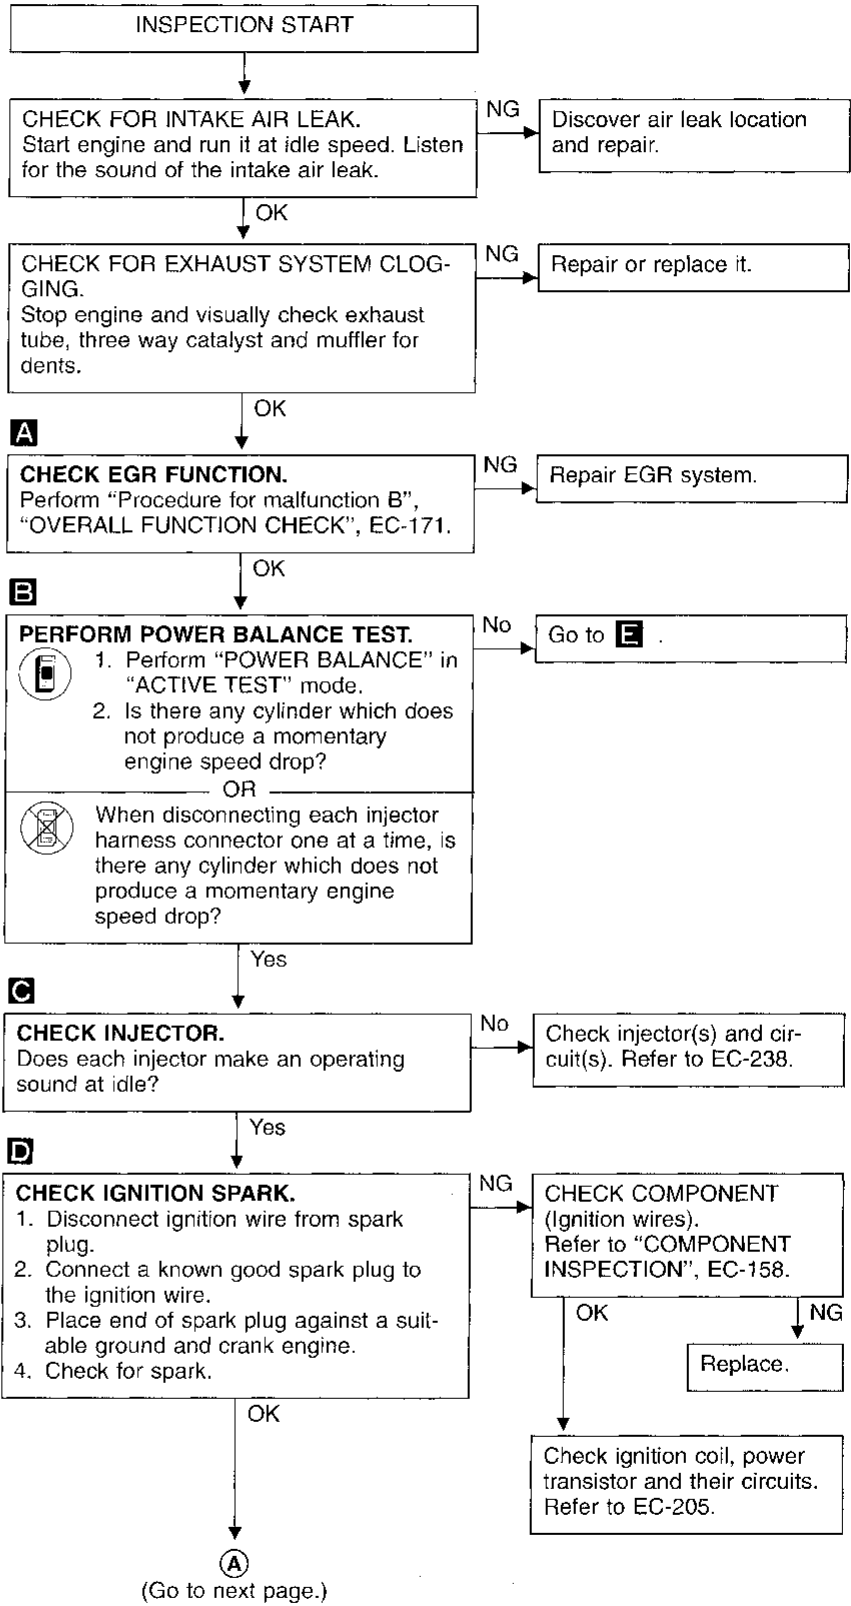 INSPECTION START
CHECK FOR INTAKE AIR LEAK.
Start engine and run it at idle speed. Listen
for the sound of the intake air leak.
NG
Discover air leak location
and repair.
OK
CHECK FOR EXHAUST SYSTEM CLOG-
GING.
Stop engine and visually check exhaust
tube, three way catalyst and muffler for
dents.
NG
Repair or replace it.
OK
A
CHECK EGR FUNCTION.
Perform “Procedure for malfunction B”,
“OVERALL FUNCTION CHECK”, EC-171.
NG
Repair EGR system.
OK
B
PERFORM POWER BALANCE TEST.
1. Perform “POWER BALANCE” in
“ACTIVE TEST” mode.
2. Is there any cylinder which does
not produce a momentary
engine speed drop?
OR
When disconnecting each injector
harness connector one at a time, is
there any cylinder which does not
produce a momentary engine
speed drop?
No
Go to E .
Yes
C
CHECK INJECTOR.
Does each injector make an operating
sound at idle?
No
Check injector(s) and cir-
cuit(s). Refer to EC-238.
Yes
D
CHECK IGNITION SPARK.
1. Disconnect ignition wire from spark
plug.
2. Connect a known good spark plug to
the ignition wire.
3. Place end of spark plug against a suit-
able ground and crank engine.
4. Check for spark.
NG
CHECK COMPONENT
(Ignition wires).
Refer to “COMPONENT
INSPECTION”, EC-158.
OK
NG
Replace.
Check ignition coil, power
transistor and their circuits.
Refer to EC-205.
OK
A
(Go to next page.)